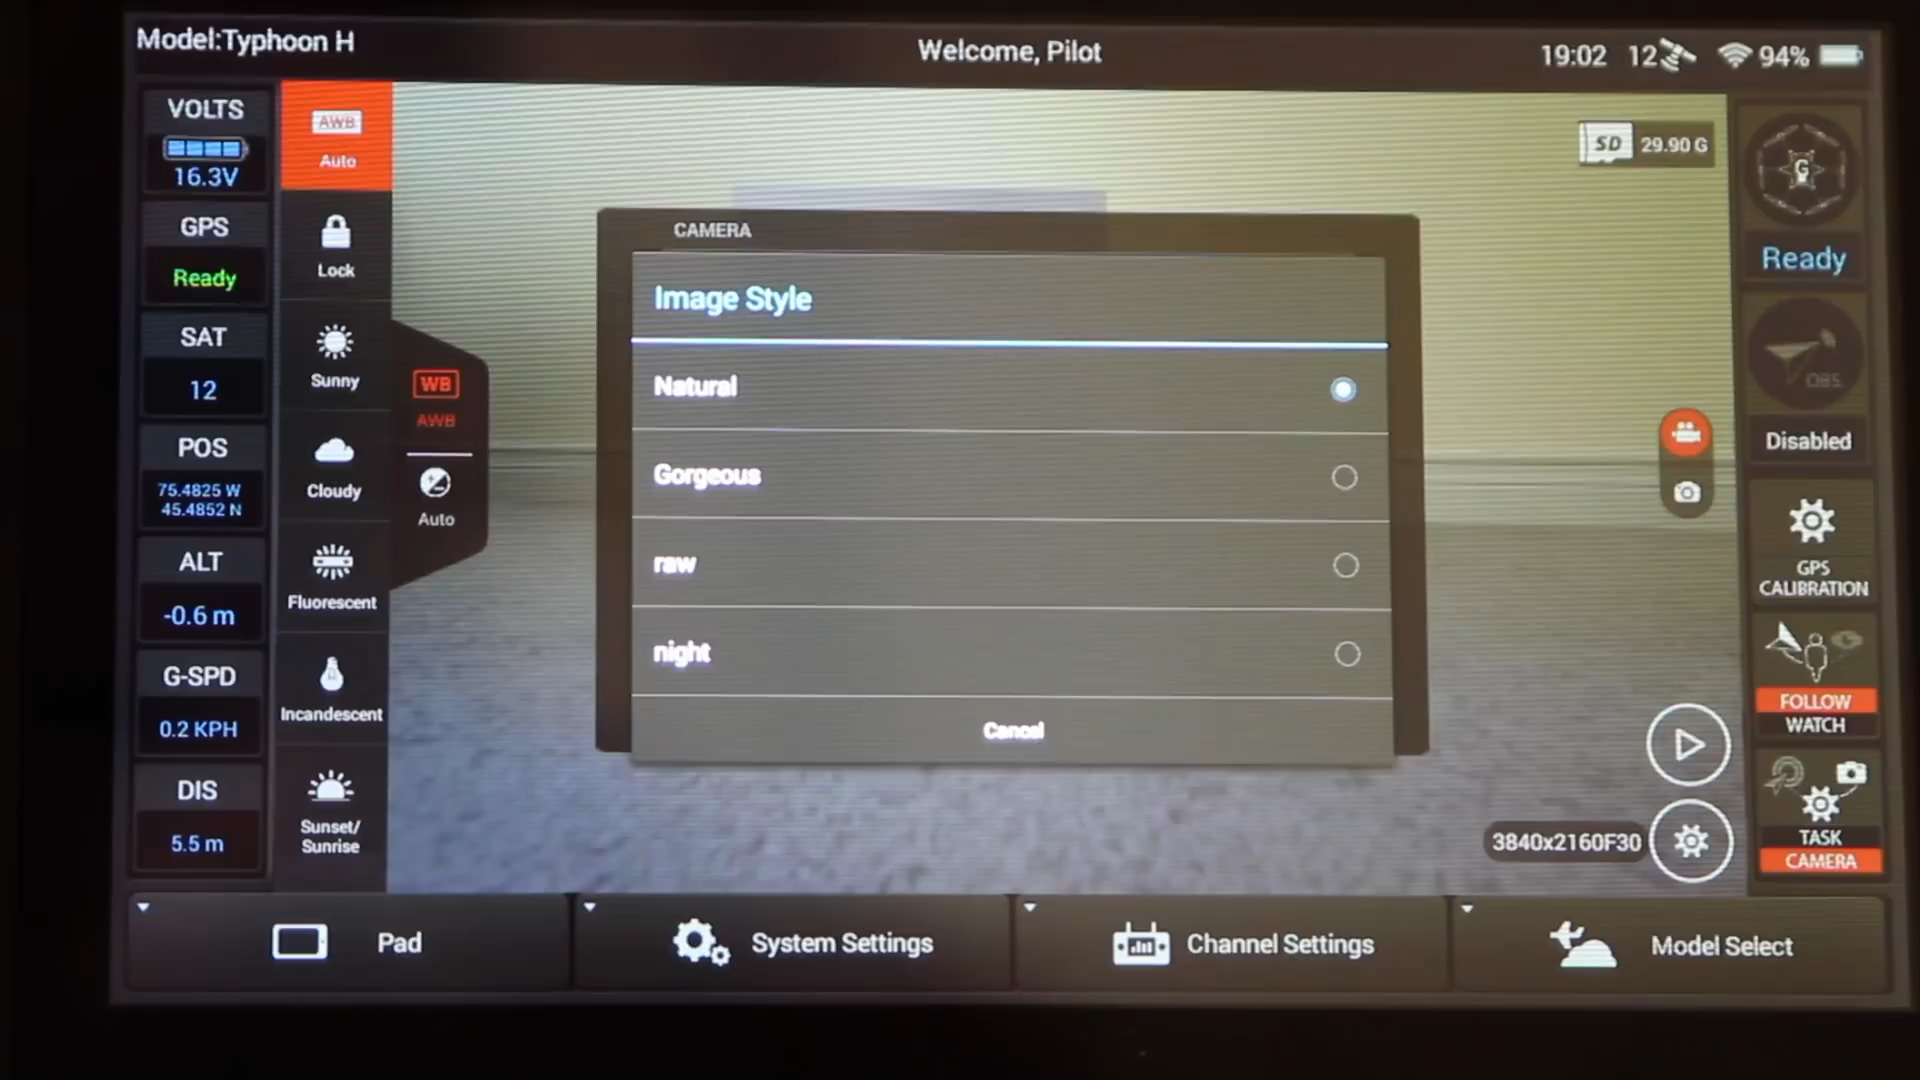 Model:Typhoon H
Welcome, Pilot
19:02 12 94%
VOLTS
16.3V
GPS
Ready
SAT
12
POS
75.4825 W
45.4852 N
ALT
-0.6 m
G-SPD
0.2 KPH
DIS
5.5 m
AWB
Auto
Lock
Sunny
Cloudy
Fluorescent
Incandescent
Sunset/
Sunrise
WB
AWB
Auto
CAMERA
Image Style
Natural
Gorgeous
raw
night
Cancel
SD 29.90 G
3840x2160F30
G
Ready
OBS.
Disabled
GPS
CALIBRATION
FOLLOW
WATCH
TASK
CAMERA
Pad
System Settings
Channel Settings
Model Select